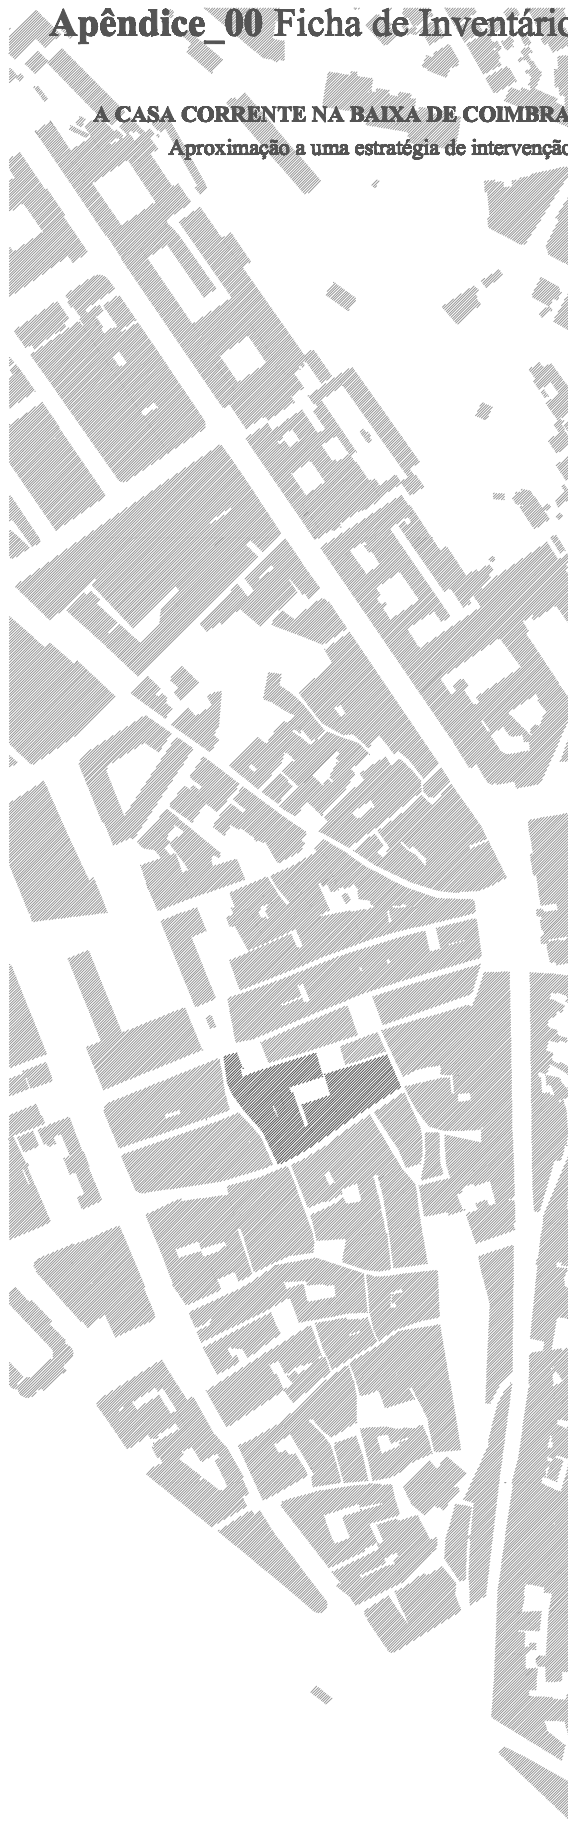 Apêndice_00 Ficha de Inventário
A CASA CORRENTE NA BAIXA DE COIMBRA
Aproximação a uma estratégia de intervenção